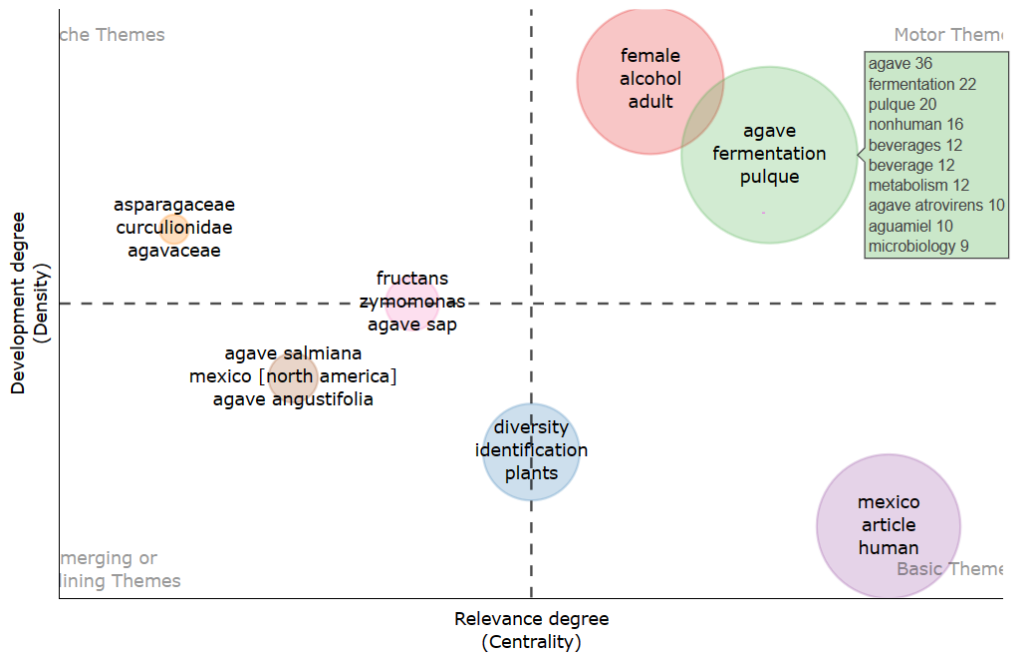 che Themes
Motor Theme
female
alcohol
adult
agave
fermentation
pulque
agave 36
fermentation 22
pulque 20
nonhuman 16
beverages 12
beverage 12
metabolism 12
agave atrovirens 10
aguamiel 10
microbiology 9
asparagaceae
curculionidae
agavaceae
fructans
zymomonas
agave sap
agave salmiana
mexico [north america]
agave angustifolia
diversity
identification
plants
mexico
article
human
merging or
lining Themes
Basic Theme
Development degree
(Density)
Relevance degree
(Centrality)